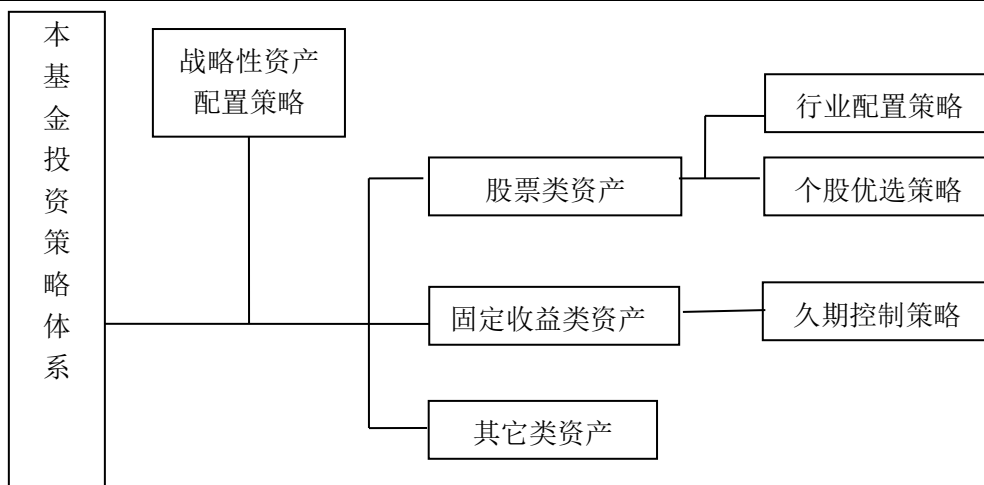 本
基
金
投
资
策
略
体
系
战略性资产
配置策略
股票类资产
行业配置策略
个股优选策略
固定收益类资产
久期控制策略
其它类资产